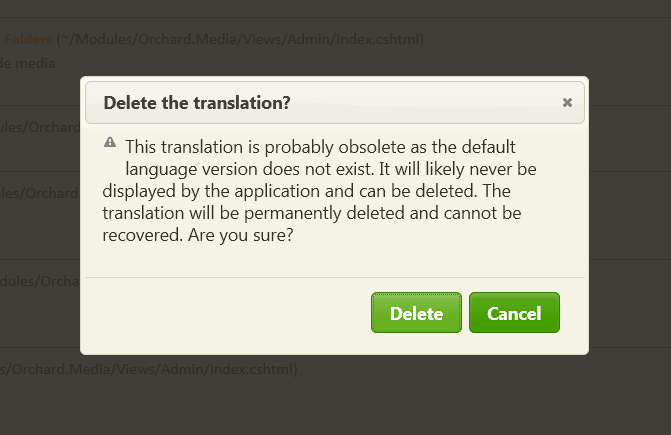 Folders (~/Modules/Orchard.Media/Views/Admin/Index.cshtml)
de media
Delete the translation?
ules/Orchard
This translation is probably obsolete as the default
language version does not exist. It will likely never be
displayed by the application and can be deleted. The
translation will be permanently deleted and cannot be
recovered. Are you sure?
ules/Orchard
dules/Orcha
Delete Cancel
s/Orchard.Media/Views/Admin/Index.cshtml)